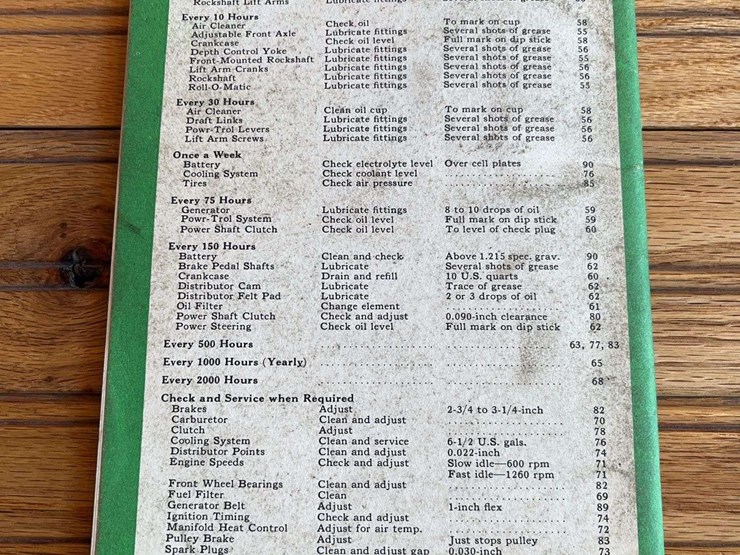 Rockshaft Lift Arms Lubricate fittings
Every 10 Hours
Air Cleaner Check oil To mark on cup 58
Adjustable Front Axle Lubricate fittings Several shots of grease 55
Crankcase Check oil level Full mark on dip stick 58
Depth Control Yoke Lubricate fittings Several shots of grease 56
Front-Mounted Rockshaft Lubricate fittings Several shots of grease 55
Lift Arm Cranks Lubricate fittings Several shots of grease 56
Rockshaft Lubricate fittings Several shots of grease 56
Roll-O-Matic Lubricate fittings Several shots of grease 55
Every 30 Hours
Air Cleaner Clean oil cup To mark on cup 58
Draft Links Lubricate fittings Several shots of grease 56
Powr-Trol Levers Lubricate fittings Several shots of grease 56
Lift Arm Screws Lubricate fittings Several shots of grease 56
Once a Week
Battery Check electrolyte level Over cell plates 90
Cooling System Check coolant level 76
Tires Check air pressure 85
Every 75 Hours
Generator Lubricate fittings 8 to 10 drops of oil 59
Powr-Trol System Check oil level Full mark on dip stick 59
Power Shaft Clutch Check oil level To level of check plug 60
Every 150 Hours
Battery Clean and check Above 1.215 spec. grav. 90
Brake Pedal Shafts Lubricate Several shots of grease 62
Crankcase Drain and refill 10 U.S. quarts 60
Distributor Cam Lubricate Trace of grease 62
Distributor Felt Pad Lubricate 2 or 3 drops of oil 62
Oil Filter Change element 61
Power Shaft Clutch Check and adjust 0.090-inch clearance 80
Power Steering Check oil level Full mark on dip stick 62
Every 500 Hours 63, 77, 83
Every 1000 Hours (Yearly) 65
Every 2000 Hours 68
Check and Service when Required
Brakes Adjust 2-3/4 to 3-1/4-inch 82
Carburetor Clean and adjust 70
Clutch Adjust 78
Cooling System Clean and service 6-1/2 U.S. gals. 76
Distributor Points Clean and adjust 0.022-inch 74
Engine Speeds Check and adjust Slow idle—600 rpm 71
Fast idle—1260 rpm 71
Front Wheel Bearings Clean and adjust 82
Fuel Filter Clean 69
Generator Belt Adjust 1-inch flex 89
Ignition Timing Check and adjust 74
Manifold Heat Control Adjust for air temp. 72
Pulley Brake Adjust Just stops pulley 83
Spark Plugs Clean and adjust gap 0.030-inch 73